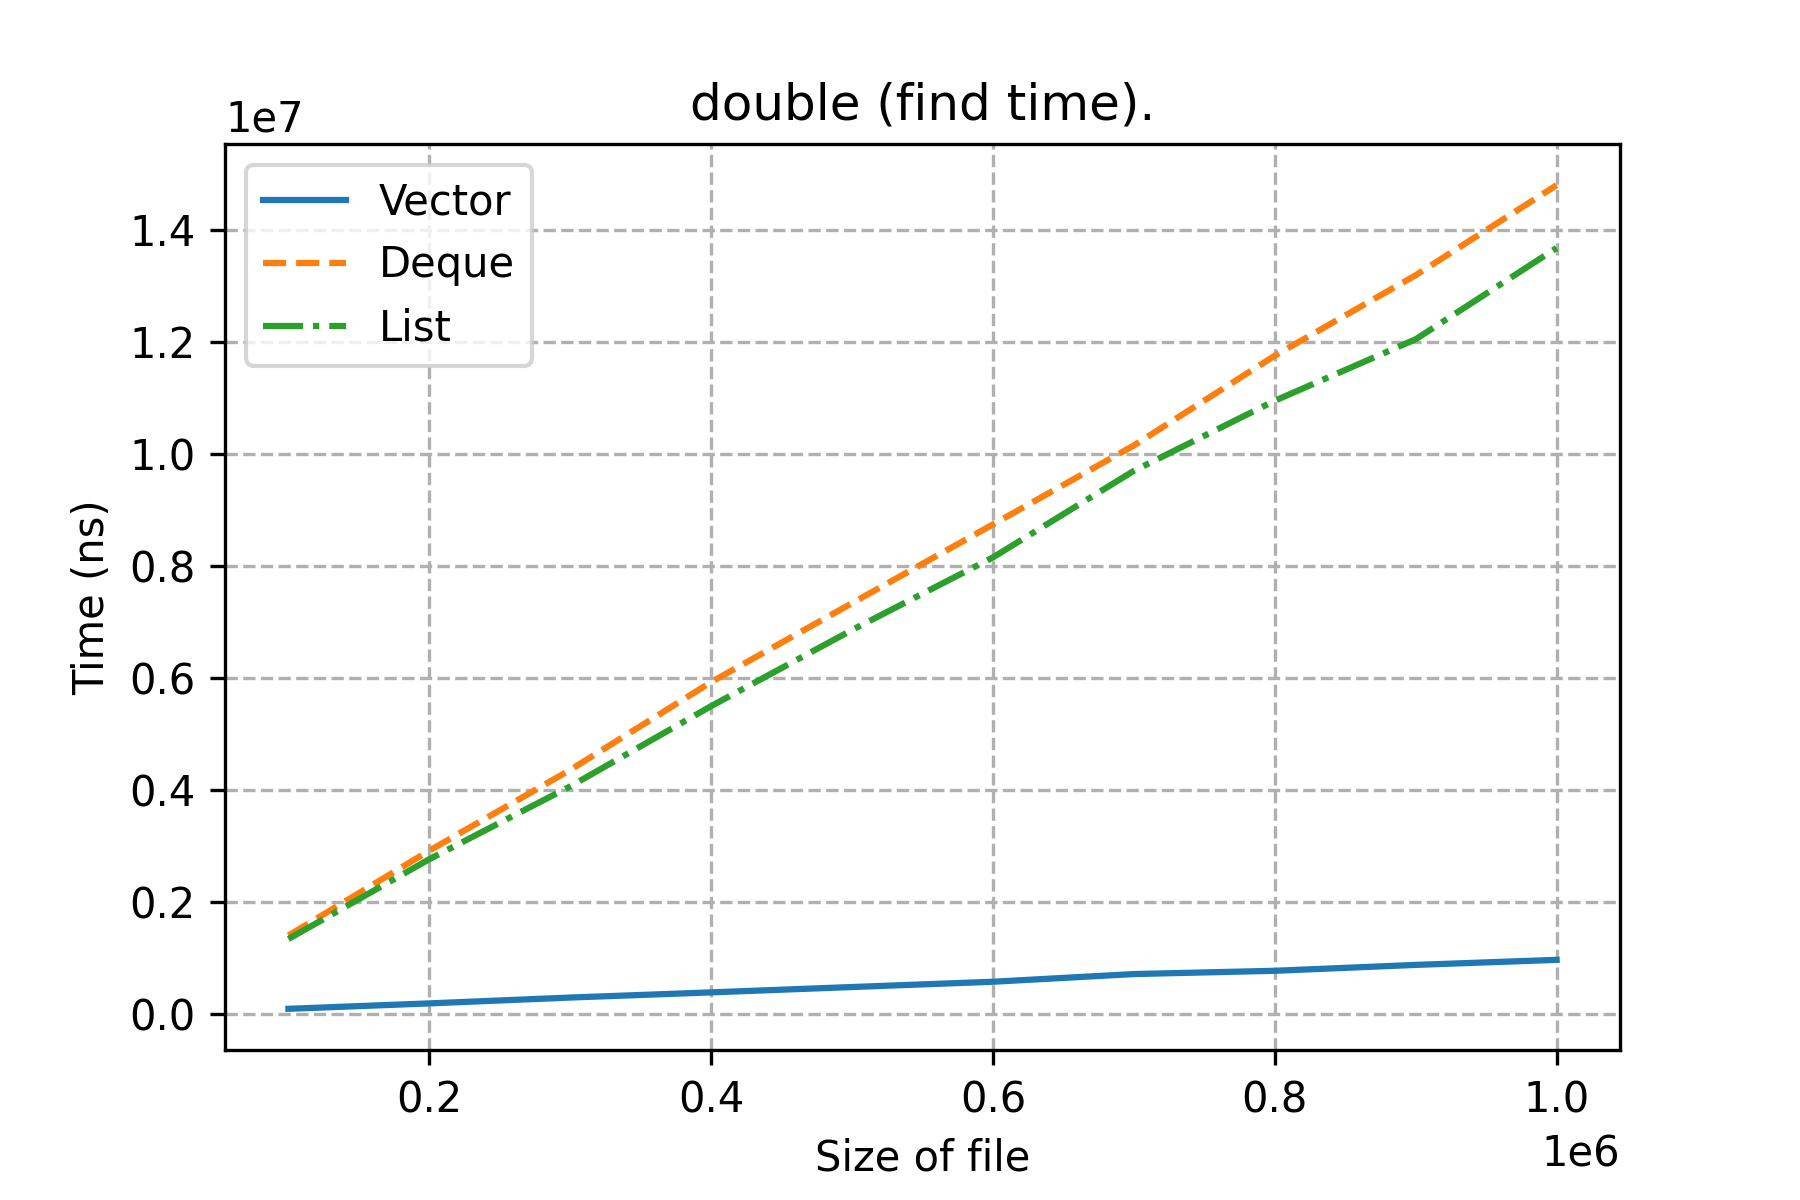 double (find time).
1e7
Vector
Deque
List
1.4
1.2
1.0
0.8
0.6
0.4
0.2
0.0
Time (ns)
0.2 0.4 0.6 0.8 1.0
1e6
Size of file